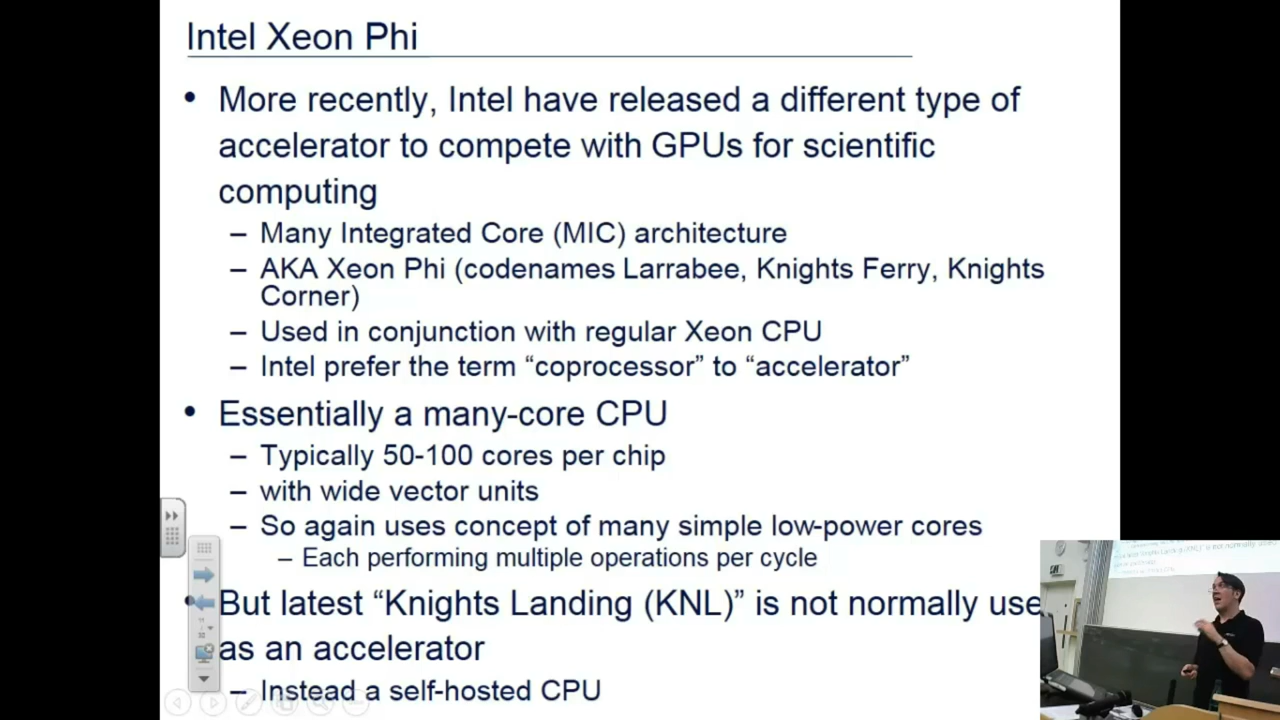 Intel Xeon Phi
• More recently, Intel have released a different type of
accelerator to compete with GPUs for scientific
computing
– Many Integrated Core (MIC) architecture
– AKA Xeon Phi (codenames Larrabee, Knights Ferry, Knights
Corner)
– Used in conjunction with regular Xeon CPU
– Intel prefer the term “coprocessor” to “accelerator”
• Essentially a many-core CPU
– Typically 50-100 cores per chip
– with wide vector units
– So again uses concept of many simple low-power cores
– Each performing multiple operations per cycle
• But latest “Knights Landing (KNL)” is not normally use
as an accelerator
– Instead a self-hosted CPU